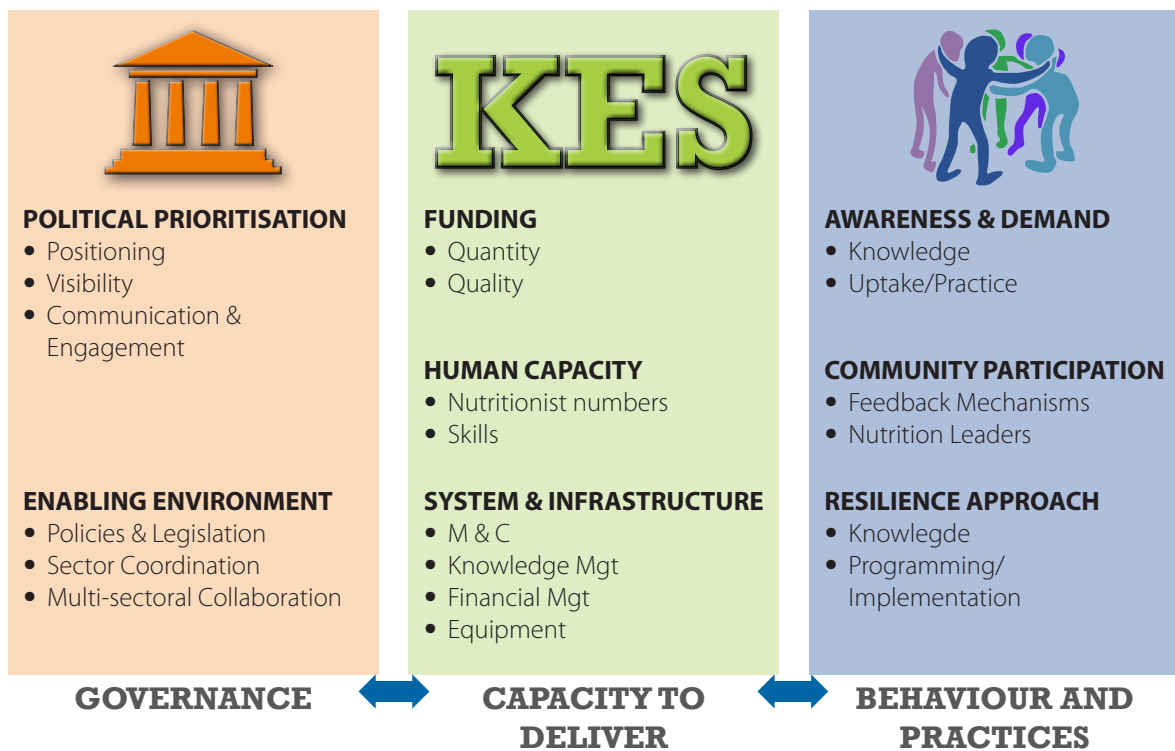 POLITICAL PRIORITISATION
• Positioning
• Visibility
• Communication &
Engagement
ENABLING ENVIRONMENT
• Policies & Legislation
• Sector Coordination
• Multi-sectoral Collaboration
GOVERNANCE
KES
FUNDING
• Quantity
• Quality
HUMAN CAPACITY
• Nutritionist numbers
• Skills
SYSTEM & INFRASTRUCTURE
• M & C
• Knowledge Mgt
• Financial Mgt
• Equipment
CAPACITY TO
DELIVER
AWARENESS & DEMAND
• Knowledge
• Uptake/Practice
COMMUNITY PARTICIPATION
• Feedback Mechanisms
• Nutrition Leaders
RESILIENCE APPROACH
• Knowlegde
• Programming/
Implementation
BEHAVIOUR AND
PRACTICES